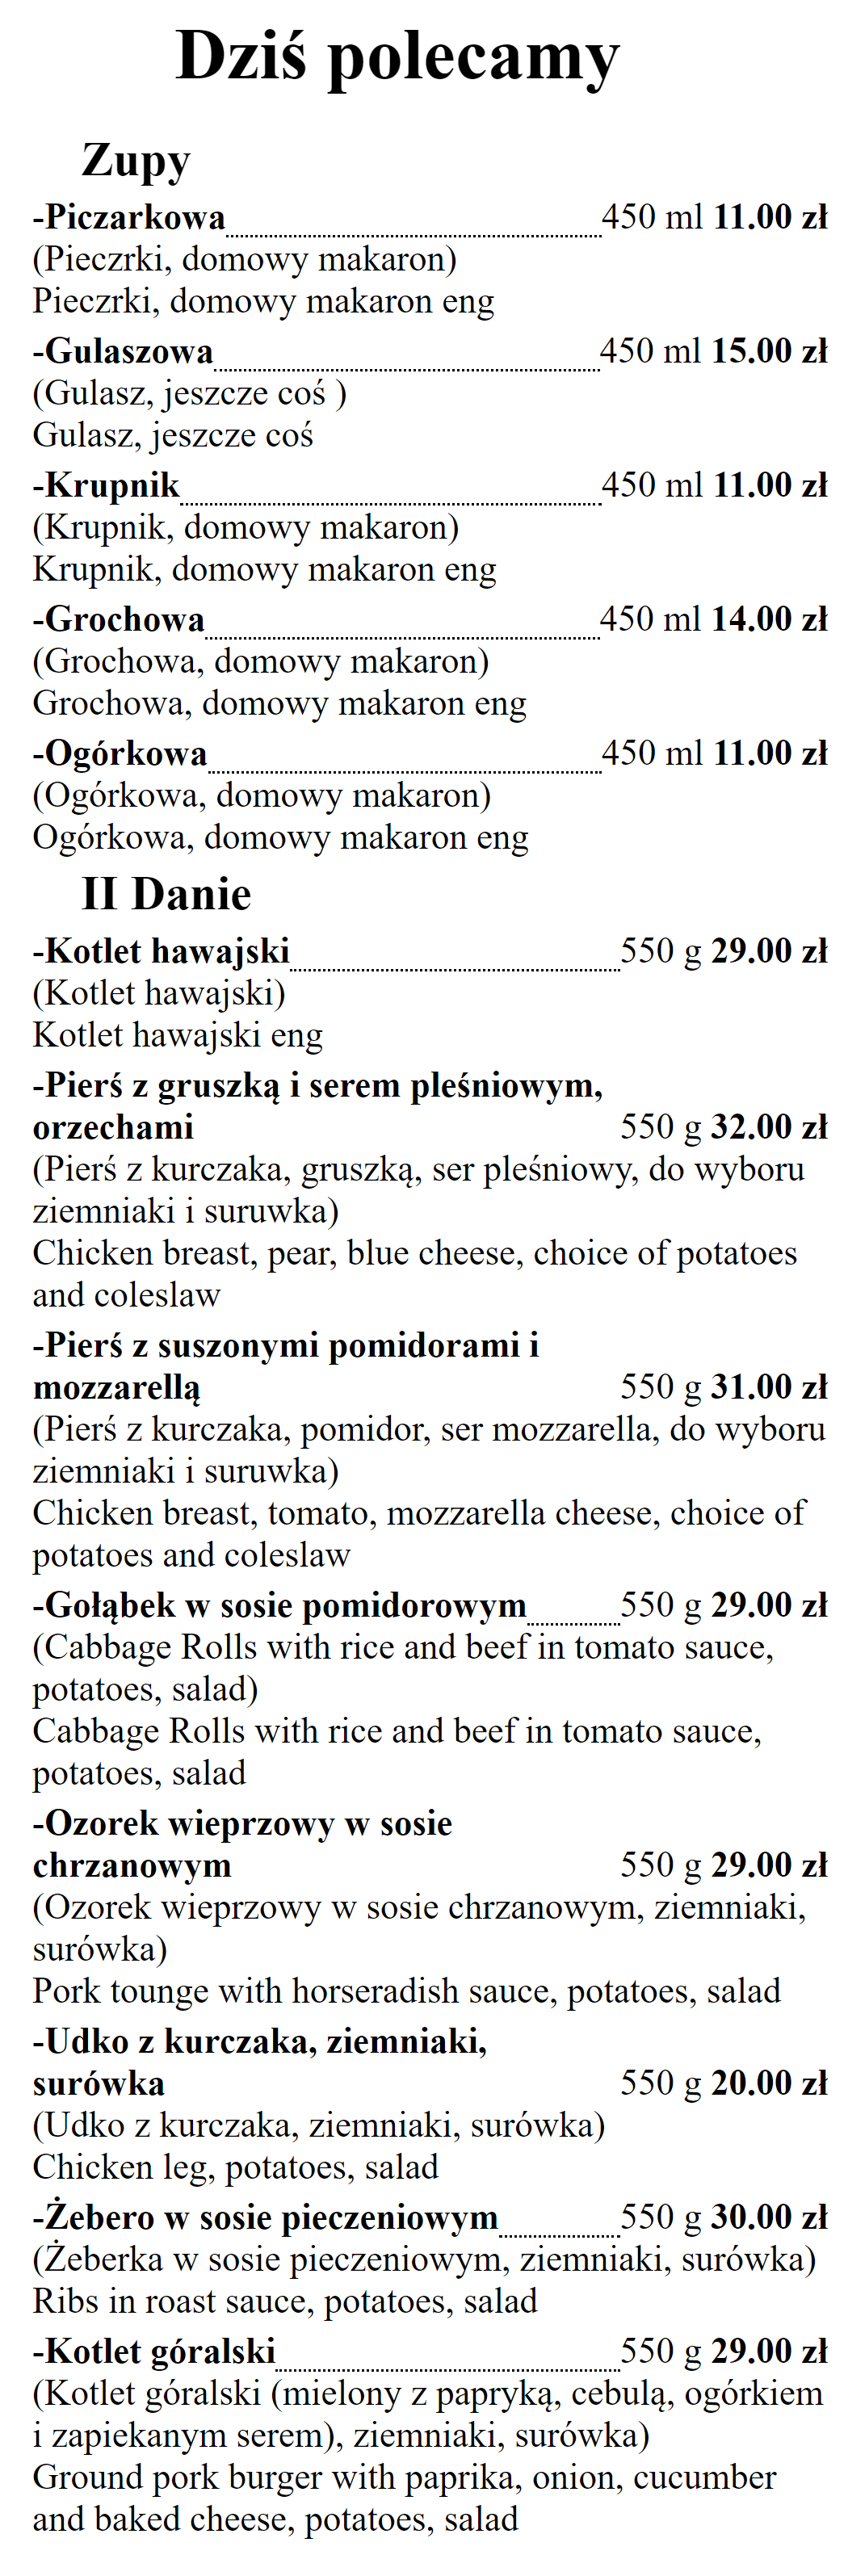 Dziś polecamy
Zupy
-Piczarkowa 450 ml 11.00 zł
(Pieczrki, domowy makaron)
Pieczrki, domowy makaron eng
-Gulaszowa 450 ml 15.00 zł
(Gulasz, jeszcze coś )
Gulasz, jeszcze coś
-Krupnik 450 ml 11.00 zł
(Krupnik, domowy makaron)
Krupnik, domowy makaron eng
-Grochowa 450 ml 14.00 zł
(Grochowa, domowy makaron)
Grochowa, domowy makaron eng
-Ogórkowa 450 ml 11.00 zł
(Ogórkowa, domowy makaron)
Ogórkowa, domowy makaron eng
II Danie
-Kotlet hawajski 550 g 29.00 zł
(Kotlet hawajski)
Kotlet hawajski eng
-Pierś z gruszką i serem pleśniowym,
orzechami 550 g 32.00 zł
(Pierś z kurczaka, gruszką, ser pleśniowy, do wyboru
ziemniaki i suruwka)
Chicken breast, pear, blue cheese, choice of potatoes
and coleslaw
-Pierś z suszonymi pomidorami i
mozzarellą 550 g 31.00 zł
(Pierś z kurczaka, pomidor, ser mozzarella, do wyboru
ziemniaki i suruwka)
Chicken breast, tomato, mozzarella cheese, choice of
potatoes and coleslaw
-Gołąbek w sosie pomidorowym 550 g 29.00 zł
(Cabbage Rolls with rice and beef in tomato sauce,
potatoes, salad)
Cabbage Rolls with rice and beef in tomato sauce,
potatoes, salad
-Ozorek wieprzowy w sosie
chrzanowym 550 g 29.00 zł
(Ozorek wieprzowy w sosie chrzanowym, ziemniaki,
surówka)
Pork tounge with horseradish sauce, potatoes, salad
-Udko z kurczaka, ziemniaki,
surówka 550 g 20.00 zł
(Udko z kurczaka, ziemniaki, surówka)
Chicken leg, potatoes, salad
-Żebero w sosie pieczeniowym 550 g 30.00 zł
(Żeberka w sosie pieczeniowym, ziemniaki, surówka)
Ribs in roast sauce, potatoes, salad
-Kotlet góralski 550 g 29.00 zł
(Kotlet góralski (mielony z papryką, cebulą, ogórkiem
i zapiekanym serem), ziemniaki, surówka)
Ground pork burger with paprika, onion, cucumber
and baked cheese, potatoes, salad